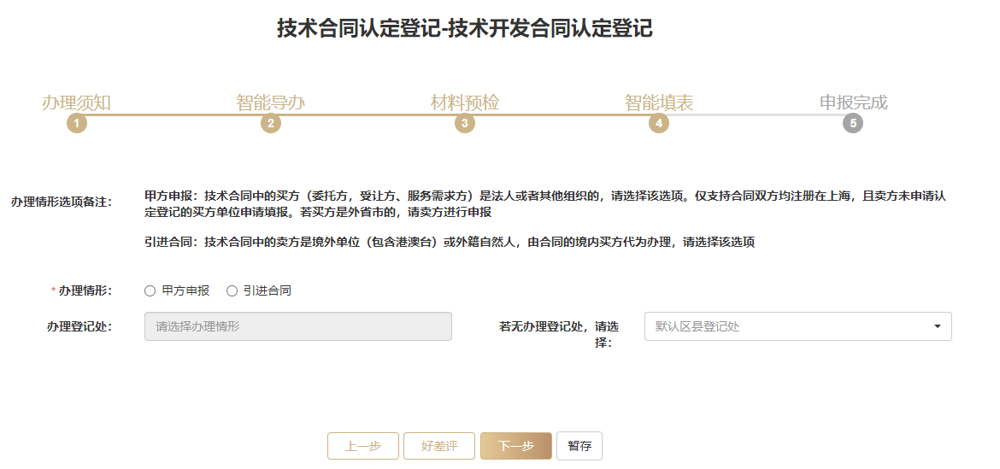 技术合同认定登记-技术开发合同认定登记
办理须知
智能导办
材料预检
智能填表
申报完成
1
2
3
4
5
办理情形选项备注：
甲方申报：技术合同中的买方（委托方，受让方、服务需求方）是法人或者其他组织的，请选择该选项。仅支持合同双方均注册在上海，且卖方未申请认
定登记的买方单位申请填报。若买方是外省市的，请卖方进行申报
引进合同：技术合同中的卖方是境外单位（包含港澳台）或外籍自然人，由合同的境内买方代为办理，请选择该选项
* 办理情形：
甲方申报
引进合同
办理登记处：
请选择办理情形
若无办理登记处，请选
择：
默认区县登记处
上一步
好差评
下一步
暂存